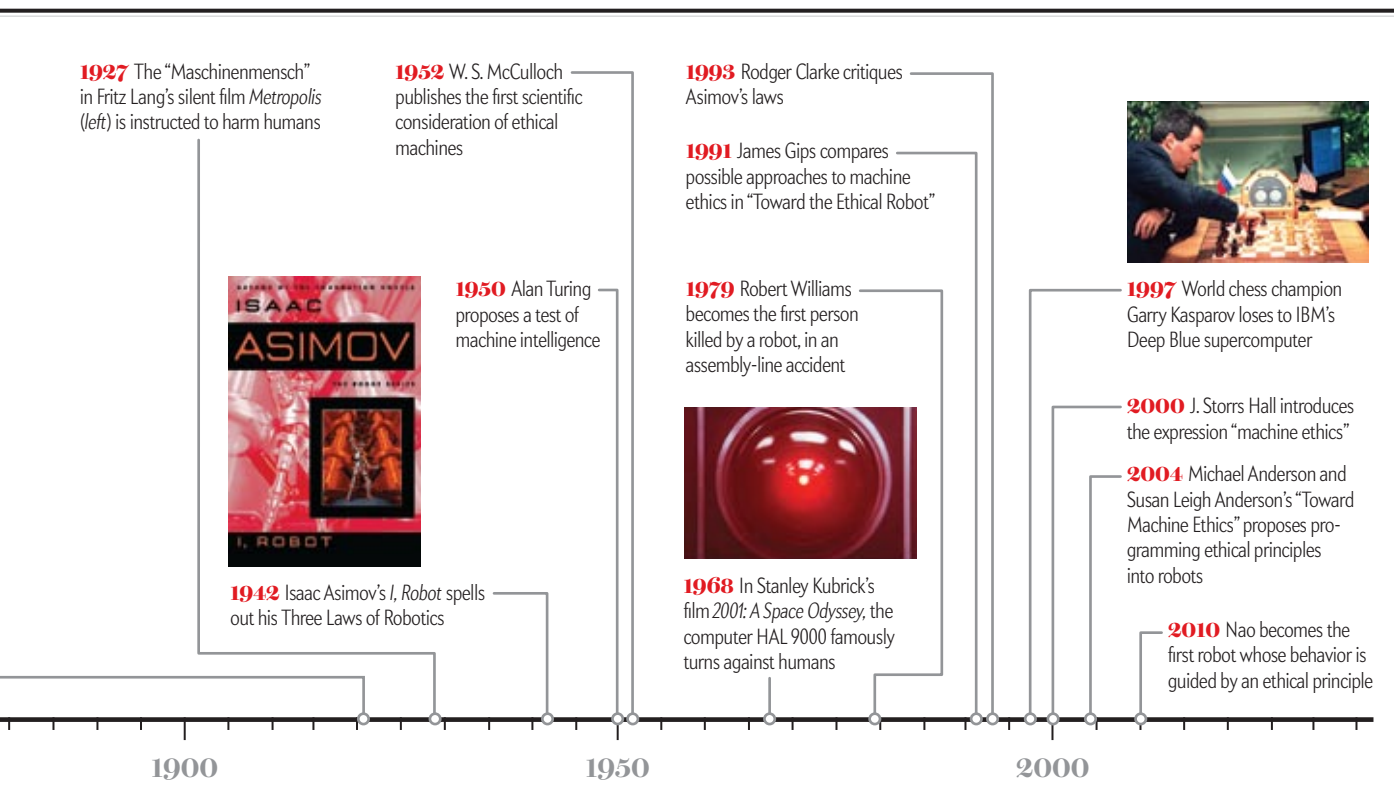 1927 The “Maschinenmensch”
in Fritz Lang’s silent film Metropolis
(left) is instructed to harm humans
1952 W. S. McCulloch
publishes the first scientific
consideration of ethical
machines
1993 Rodger Clarke critiques
Asimov’s laws
1991 James Gips compares
possible approaches to machine
ethics in “Toward the Ethical Robot”
ISAAC
ASIMOV
THE ROBOT SERIES
I, ROBOT
1950 Alan Turing
proposes a test of
machine intelligence
1979 Robert Williams
becomes the first person
killed by a robot, in an
assembly-line accident
1997 World chess champion
Garry Kasparov loses to IBM’s
Deep Blue supercomputer
2000 J. Storrs Hall introduces
the expression “machine ethics”
2004 Michael Anderson and
Susan Leigh Anderson’s “Toward
Machine Ethics” proposes pro-
gramming ethical principles
into robots
1942 Isaac Asimov’s I, Robot spells
out his Three Laws of Robotics
1968 In Stanley Kubrick’s
film 2001: A Space Odyssey, the
computer HAL 9000 famously
turns against humans
2010 Nao becomes the
first robot whose behavior is
guided by an ethical principle
1900
1950
2000